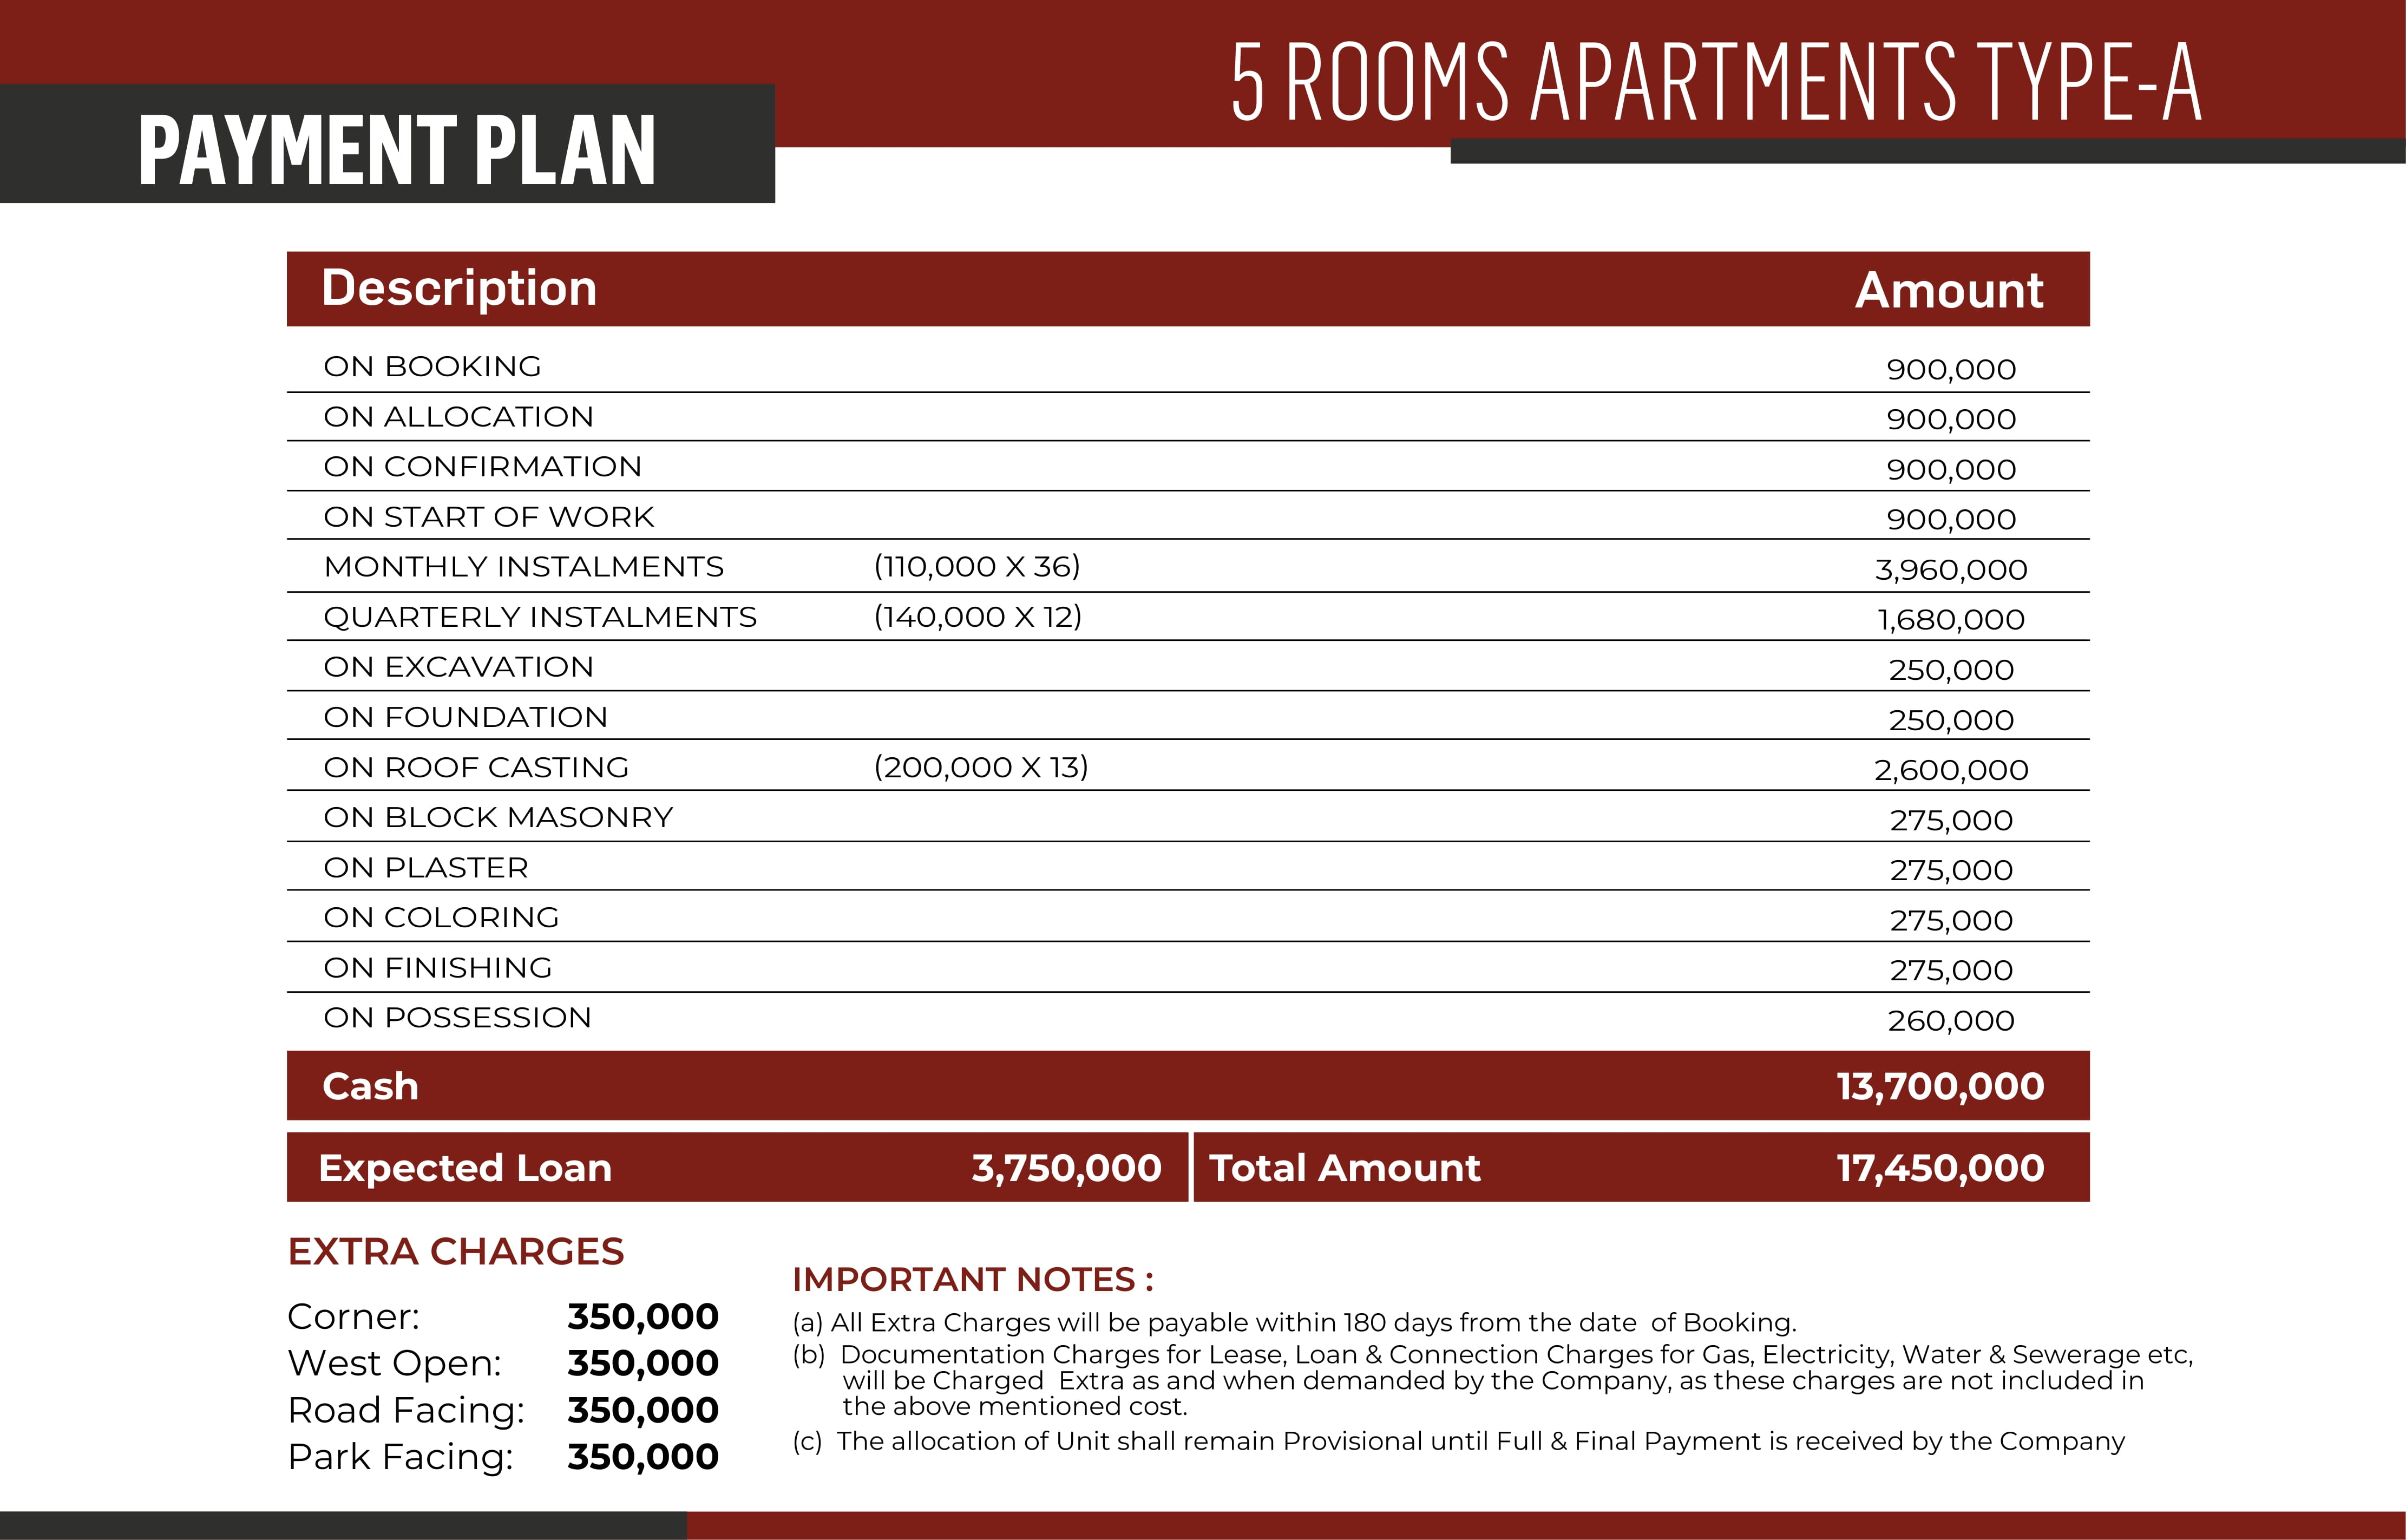 5 ROOMS APARTMENTS TYPE-A
PAYMENT PLAN
Description Amount
ON BOOKING 900,000
ON ALLOCATION 900,000
ON CONFIRMATION 900,000
ON START OF WORK 900,000
MONTHLY INSTALMENTS (110,000 X 36) 3,960,000
QUARTERLY INSTALMENTS (140,000 X 12) 1,680,000
ON EXCAVATION 250,000
ON FOUNDATION 250,000
ON ROOF CASTING (200,000 X 13) 2,600,000
ON BLOCK MASONRY 275,000
ON PLASTER 275,000
ON COLORING 275,000
ON FINISHING 275,000
ON POSSESSION 260,000
Cash 13,700,000
Expected Loan 3,750,000 Total Amount 17,450,000
EXTRA CHARGES
Corner: 350,000
West Open: 350,000
Road Facing: 350,000
Park Facing: 350,000
IMPORTANT NOTES :
(a) All Extra Charges will be payable within 180 days from the date of Booking.
(b) Documentation Charges for Lease, Loan & Connection Charges for Gas, Electricity, Water & Sewerage etc,
will be Charged Extra as and when demanded by the Company, as these charges are not included in
the above mentioned cost.
(c) The allocation of Unit shall remain Provisional until Full & Final Payment is received by the Company